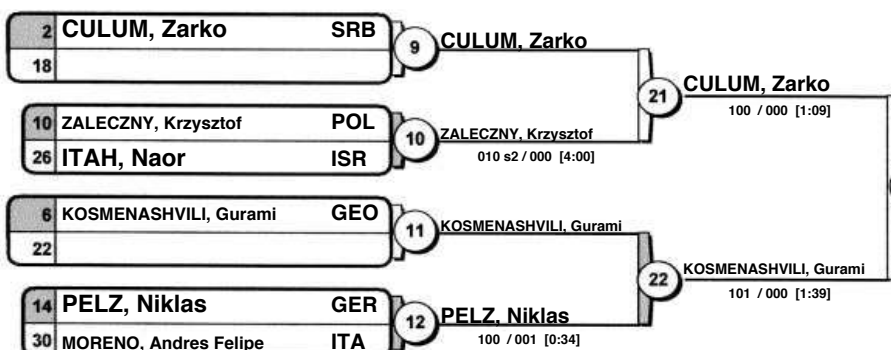 2 CULUM, Zarko SRB
18
9 CULUM, Zarko
10 ZALECZNY, Krzysztof POL
26 ITAH, Naor ISR
10 ZALECZNY, Krzysztof
010 s2 / 000 [4:00]
21 CULUM, Zarko
100 / 000 [1:09]
6 KOSMENASHVILI, Gurami GEO
22
11 KOSMENASHVILI, Gurami
14 PELZ, Niklas GER
30 MORENO, Andres Felipe ITA
12 PELZ, Niklas
100 / 001 [0:34]
22 KOSMENASHVILI, Gurami
101 / 000 [1:39]